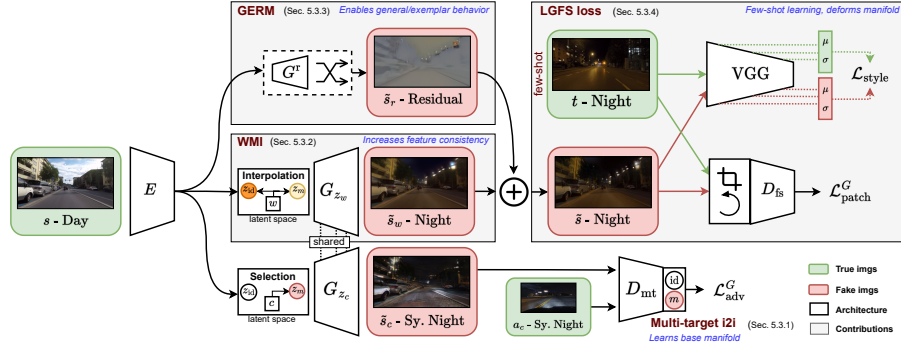 GERM (Sec. 5.3.3) Enables general/exemplar behavior
G^r
s̃_r - Residual
WMI (Sec. 5.3.2) Increases feature consistency
Interpolation
z_id z_m
w
latent space
G_{z_w}
s̃_w - Night
shared
s - Day
E
Selection
z_id z_m
c
latent space
G_{z_c}
s̃_c - Sy. Night
LGFS loss (Sec. 5.3.4) Few-shot learning, deforms manifold
few-shot
t - Night
VGG
μ
σ
μ
σ
ℒ_style
s̃ - Night
D_fs
ℒ^G_patch
a_c - Sy. Night
D_mt
id
m
ℒ^G_adv
Multi-target i2i (Sec. 5.3.1)
Learns base manifold
True imgs
Fake imgs
Architecture
Contributions